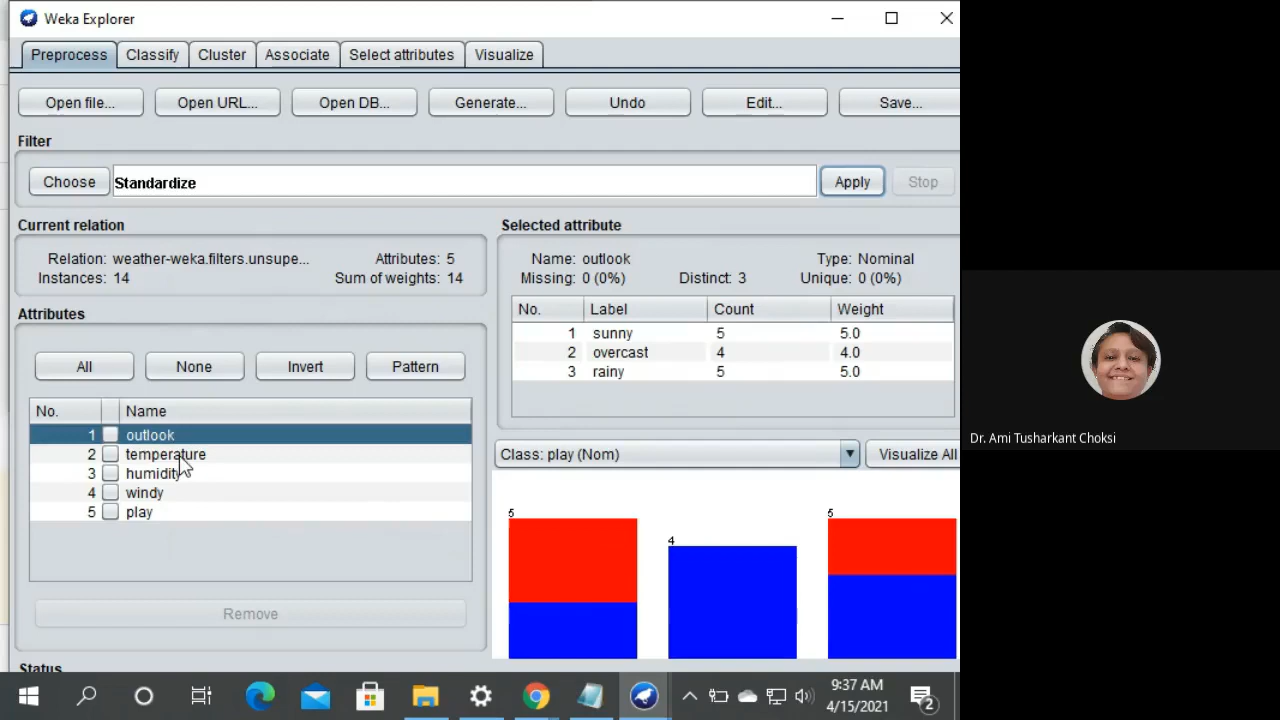 Weka Explorer
Preprocess Classify Cluster Associate Select attributes Visualize
Open file... Open URL... Open DB... Generate... Undo Edit... Save...
Filter
Choose Standardize Apply Stop
Current relation
Relation: weather-weka.filters.unsupe... Attributes: 5
Instances: 14 Sum of weights: 14
Attributes
All None Invert Pattern
No. Name
1 outlook
2 temperature
3 humidity
4 windy
5 play
Remove
Status
Selected attribute
Name: outlook Type: Nominal
Missing: 0 (0%) Distinct: 3 Unique: 0 (0%)
No. Label Count Weight
1 sunny 5 5.0
2 overcast 4 4.0
3 rainy 5 5.0
Class: play (Nom) Visualize All
5 4 5
Dr. Ami Tusharkant Choksi
9:37 AM
4/15/2021
2